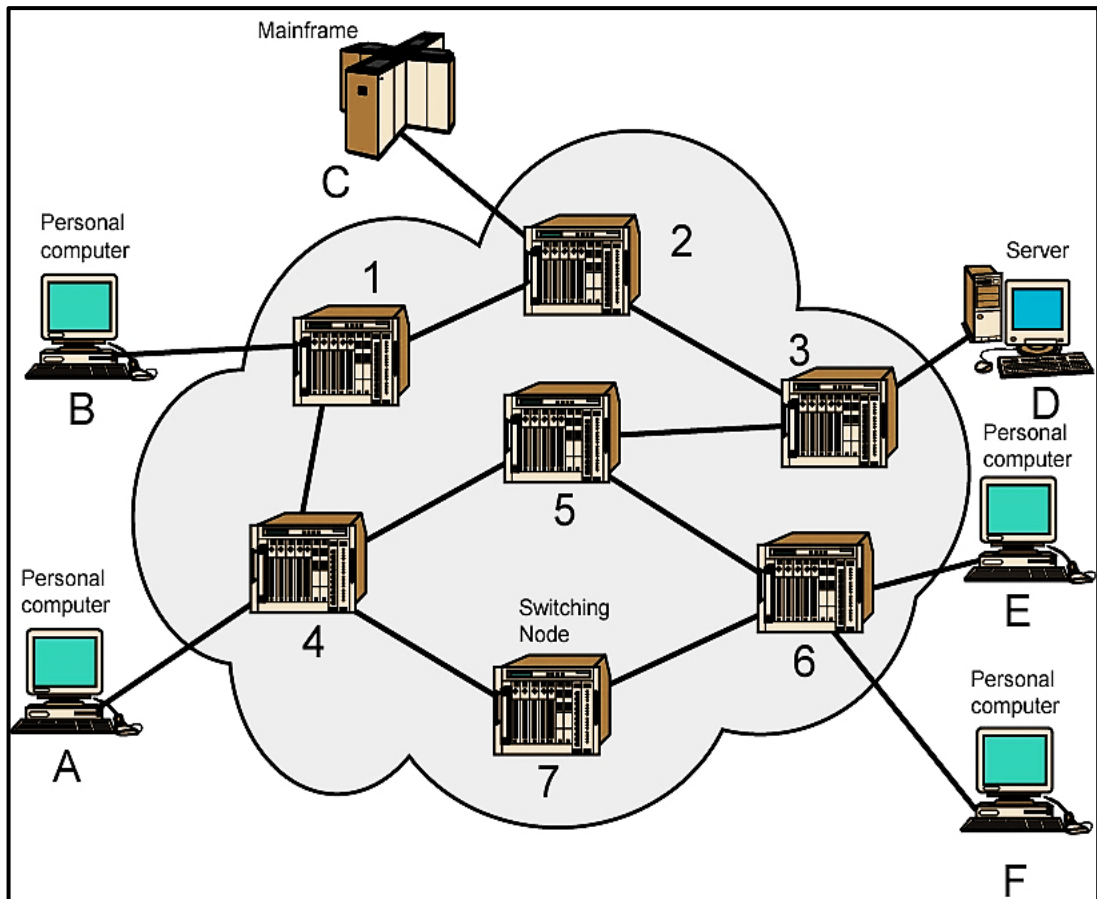 Mainframe
C
2
Personal
computer
1
Server
B
3
D
Personal
computer
5
Personal
computer
4
Switching
Node
E
6
A
Personal
computer
7
F